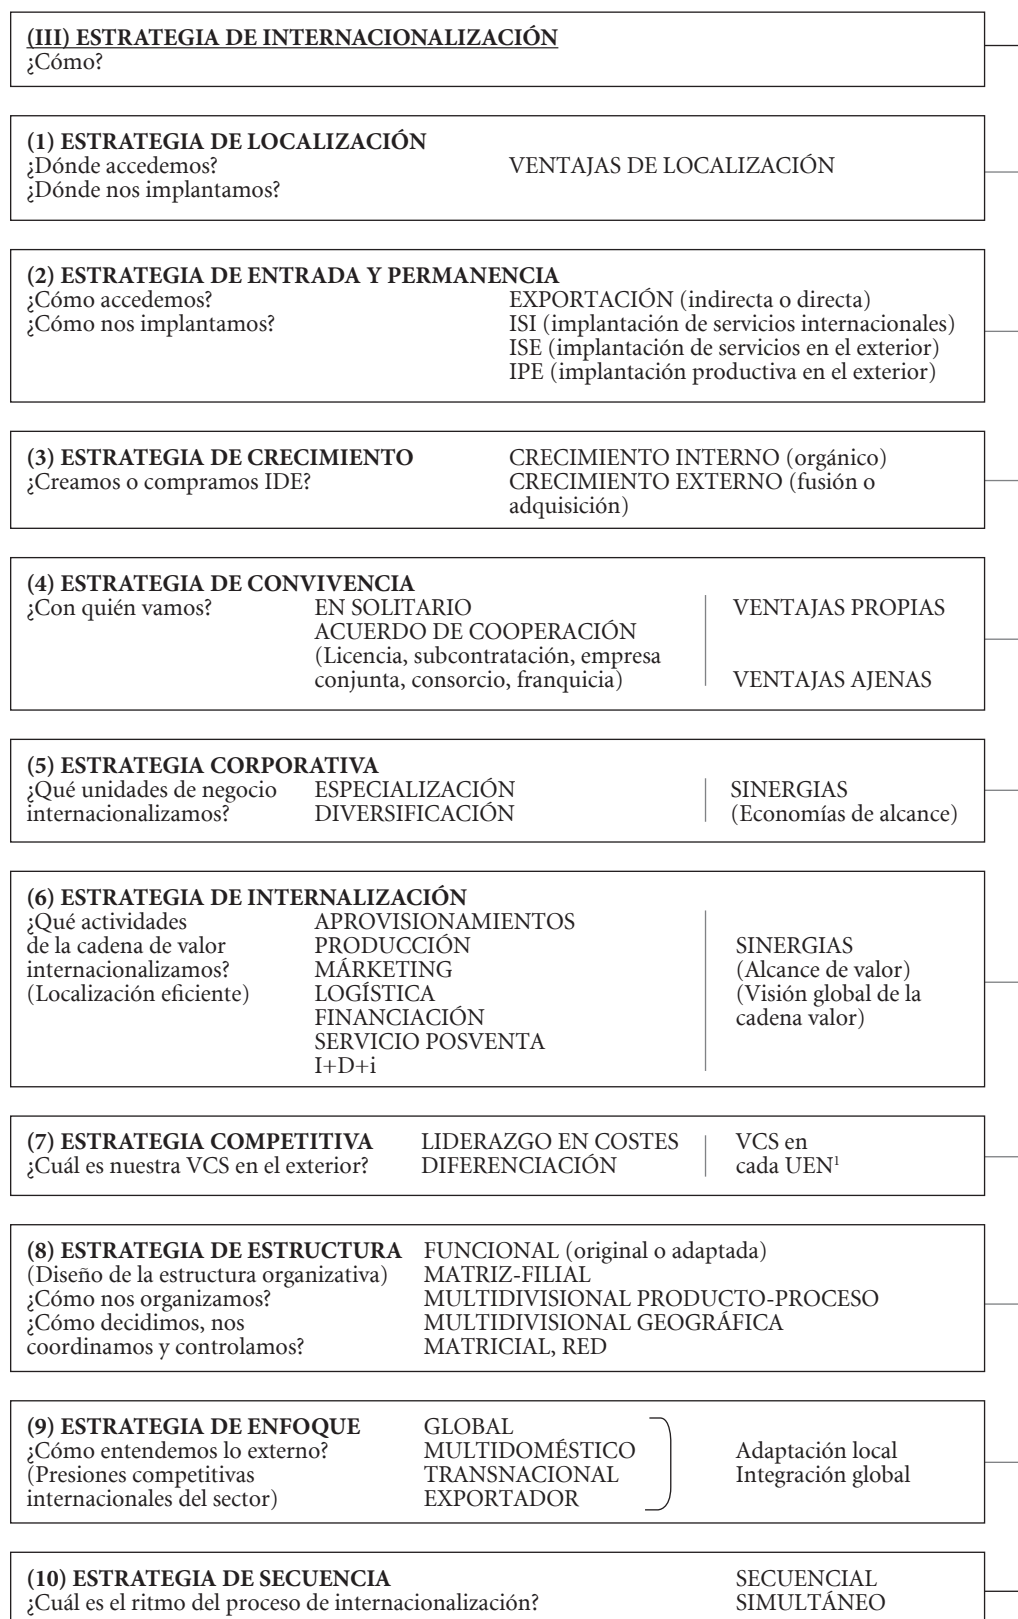 (III) ESTRATEGIA DE INTERNACIONALIZACIÓN
¿Cómo?
(1) ESTRATEGIA DE LOCALIZACIÓN
¿Dónde accedemos? VENTAJAS DE LOCALIZACIÓN
¿Dónde nos implantamos?
(2) ESTRATEGIA DE ENTRADA Y PERMANENCIA
¿Cómo accedemos? EXPORTACIÓN (indirecta o directa)
¿Cómo nos implantamos? ISI (implantación de servicios internacionales)
ISE (implantación de servicios en el exterior)
IPE (implantación productiva en el exterior)
(3) ESTRATEGIA DE CRECIMIENTO CRECIMIENTO INTERNO (orgánico)
¿Creamos o compramos IDE? CRECIMIENTO EXTERNO (fusión o
adquisición)
(4) ESTRATEGIA DE CONVIVENCIA
¿Con quién vamos? EN SOLITARIO VENTAJAS PROPIAS
ACUERDO DE COOPERACIÓN
(Licencia, subcontratación, empresa
conjunta, consorcio, franquicia) VENTAJAS AJENAS
(5) ESTRATEGIA CORPORATIVA
¿Qué unidades de negocio ESPECIALIZACIÓN SINERGIAS
internacionalizamos? DIVERSIFICACIÓN (Economías de alcance)
(6) ESTRATEGIA DE INTERNALIZACIÓN
¿Qué actividades APROVISIONAMIENTOS
de la cadena de valor PRODUCCIÓN SINERGIAS
internacionalizamos? MÁRKETING (Alcance de valor)
(Localización eficiente) LOGÍSTICA (Visión global de la
FINANCIACIÓN cadena valor)
SERVICIO POSVENTA
I+D+i
(7) ESTRATEGIA COMPETITIVA LIDERAZGO EN COSTES VCS en
¿Cuál es nuestra VCS en el exterior? DIFERENCIACIÓN cada UEN¹
(8) ESTRATEGIA DE ESTRUCTURA FUNCIONAL (original o adaptada)
(Diseño de la estructura organizativa) MATRIZ-FILIAL
¿Cómo nos organizamos? MULTIDIVISIONAL PRODUCTO-PROCESO
¿Cómo decidimos, nos MULTIDIVISIONAL GEOGRÁFICA
coordinamos y controlamos? MATRICIAL, RED
(9) ESTRATEGIA DE ENFOQUE GLOBAL
¿Cómo entendemos lo externo? MULTIDOMÉSTICO Adaptación local
(Presiones competitivas TRANSNACIONAL Integración global
internacionales del sector) EXPORTADOR
(10) ESTRATEGIA DE SECUENCIA SECUENCIAL
¿Cuál es el ritmo del proceso de internacionalización? SIMULTÁNEO